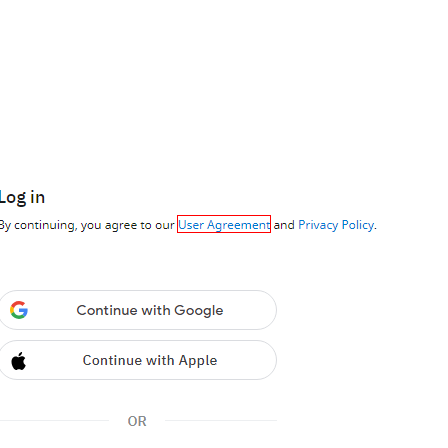 Log in
By continuing, you agree to our User Agreement and Privacy Policy.
Continue with Google
Continue with Apple
OR